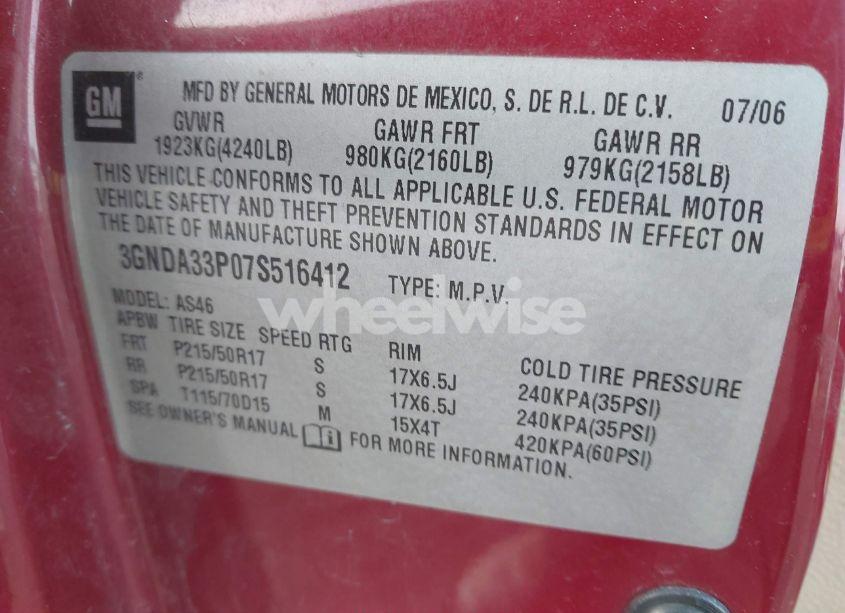 GM
MFD BY GENERAL MOTORS DE MEXICO, S. DE R.L. DE C.V. 07/06
GVWR GAWR FRT GAWR RR
1923KG(4240LB) 980KG(2160LB) 979KG(2158LB)
THIS VEHICLE CONFORMS TO ALL APPLICABLE U.S. FEDERAL MOTOR
VEHICLE SAFETY AND THEFT PREVENTION STANDARDS IN EFFECT ON
THE DATE OF MANUFACTURE SHOWN ABOVE.
3GNDA33P07S516412 TYPE: M.P.V.
wheelwise
MODEL: AS46
APBW TIRE SIZE SPEED RTG RIM COLD TIRE PRESSURE
FRT P215/50R17 S 17X6.5J 240KPA(35PSI)
RR P215/50R17 S 17X6.5J 240KPA(35PSI)
SPA T115/70D15 M 15X4T 420KPA(60PSI)
SEE OWNER'S MANUAL FOR MORE INFORMATION.